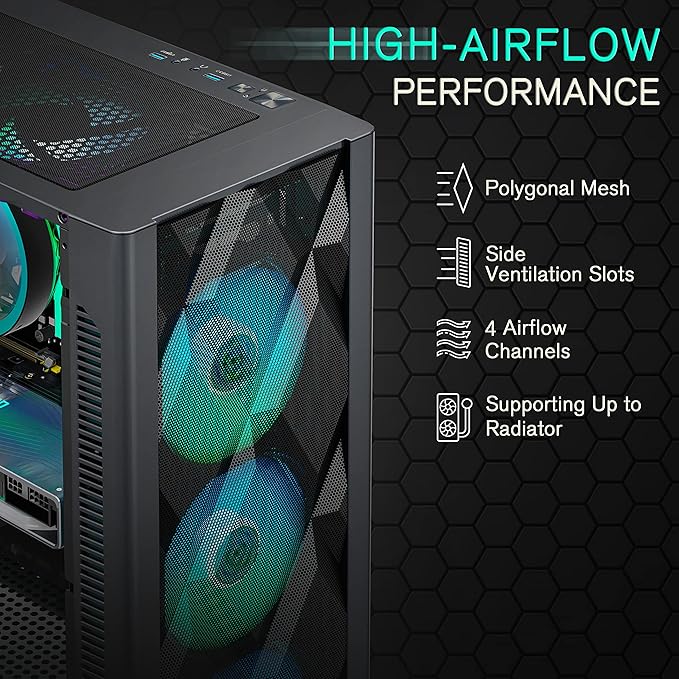 HIGH-AIRFLOW
PERFORMANCE
Polygonal Mesh
Side
Ventilation Slots
4 Airflow
Channels
Supporting Up to
Radiator